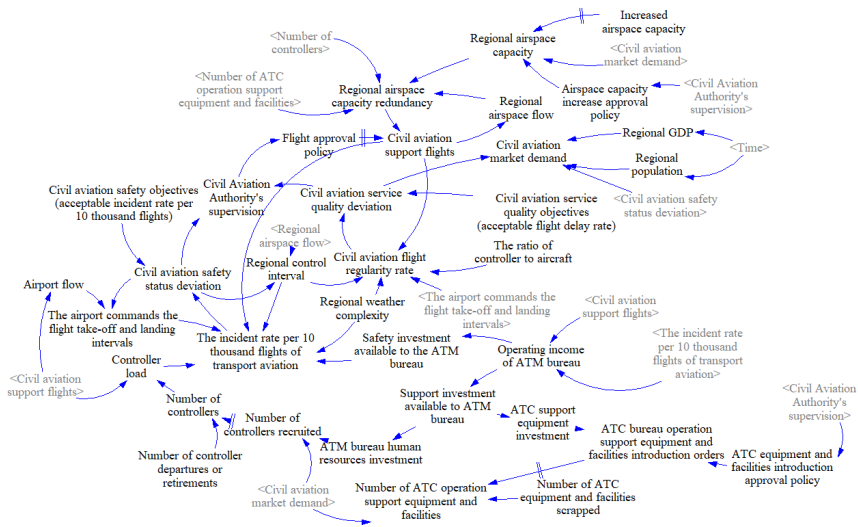 Increased
airspace capacity
<Number of
controllers>
Regional airspace
capacity
<Civil aviation
market demand>
<Number of ATC
operation support
equipment and facilities>
Regional airspace
capacity redundancy
Airspace capacity
increase approval
policy
<Civil Aviation
Authority's
supervision>
Regional
airspace flow
Flight approval
policy
Civil aviation
support flights
Civil aviation
market demand
Regional GDP
<Time>
Regional
population
Civil aviation safety objectives
(acceptable incident rate per
10 thousand flights)
Civil Aviation
Authority's
supervision
Civil aviation service
quality deviation
Civil aviation service
quality objectives
(acceptable flight delay rate)
<Civil aviation safety
status deviation>
<Regional
airspace flow>
Civil aviation flight
regularity rate
The ratio of
controller to aircraft
Civil aviation safety
status deviation
Regional control
interval
Airport flow
The airport commands the
flight take-off and landing
intervals
Regional weather
complexity
<The airport commands the
flight take-off and landing
intervals>
<Civil aviation
support flights>
The incident rate per 10
thousand flights of
transport aviation
Safety investment
available to the ATM
bureau
Operating income
of ATM bureau
<The incident rate
per 10 thousand
flights of transport
aviation>
Controller
load
<Civil aviation
support flights>
Number of
controllers
Support investment
available to ATM
bureau
<Civil Aviation
Authority's
supervision>
Number of
controllers recruited
ATC support
equipment
investment
ATC bureau operation
support equipment and
facilities introduction orders
Number of controller
departures or
retirements
ATM bureau human
resources investment
ATC equipment and
facilities introduction
approval policy
<Civil aviation
market demand>
Number of ATC operation
support equipment and
facilities
Number of ATC
equipment and facilities
scrapped